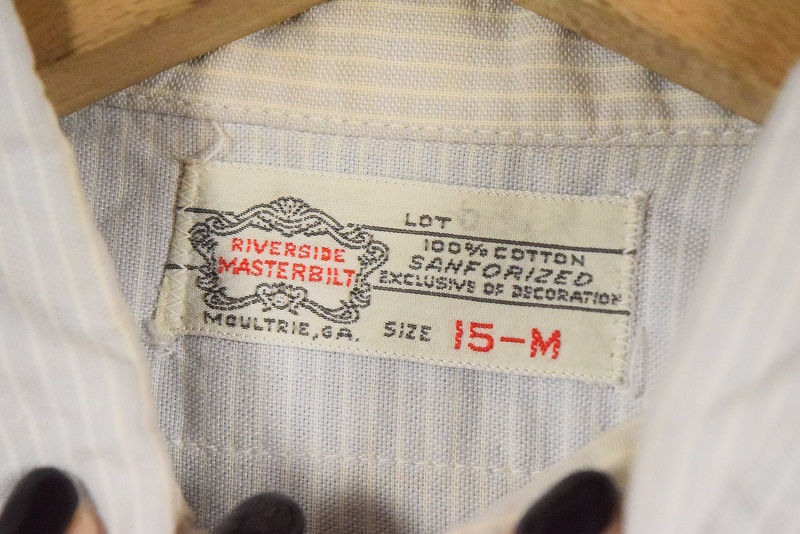 RIVERSIDE
MASTERBILT
MOULTRIE, GA.
LOT
100% COTTON
SANFORIZED
EXCLUSIVE OF DECORATION
SIZE 15-M